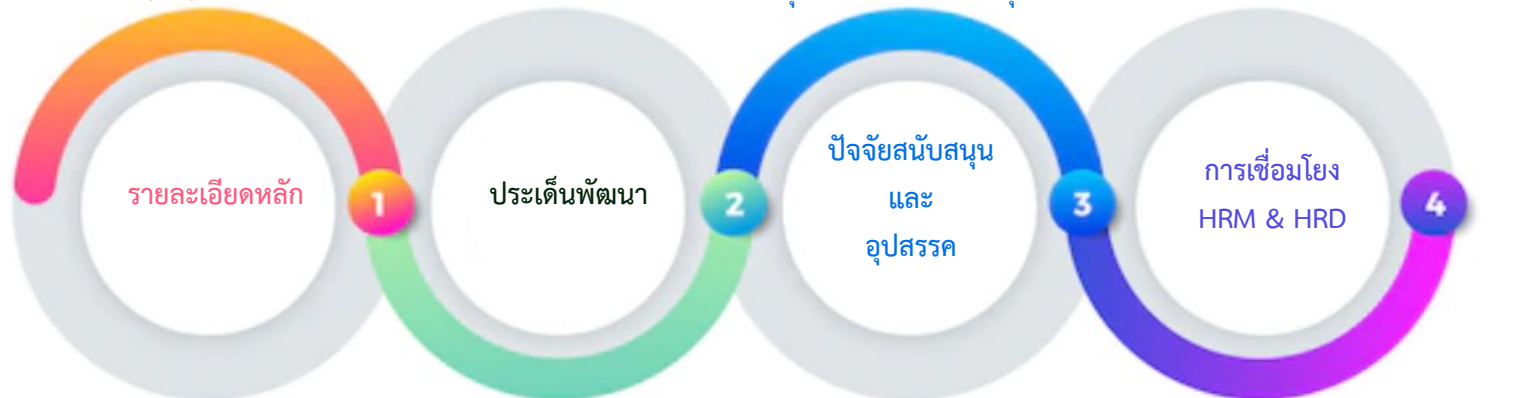 รายละเอียดหลัก
1
ประเด็นพัฒนา
2
ปัจจัยสนับสนุน
และ
อุปสรรค
3
การเชื่อมโยง
HRM & HRD
4